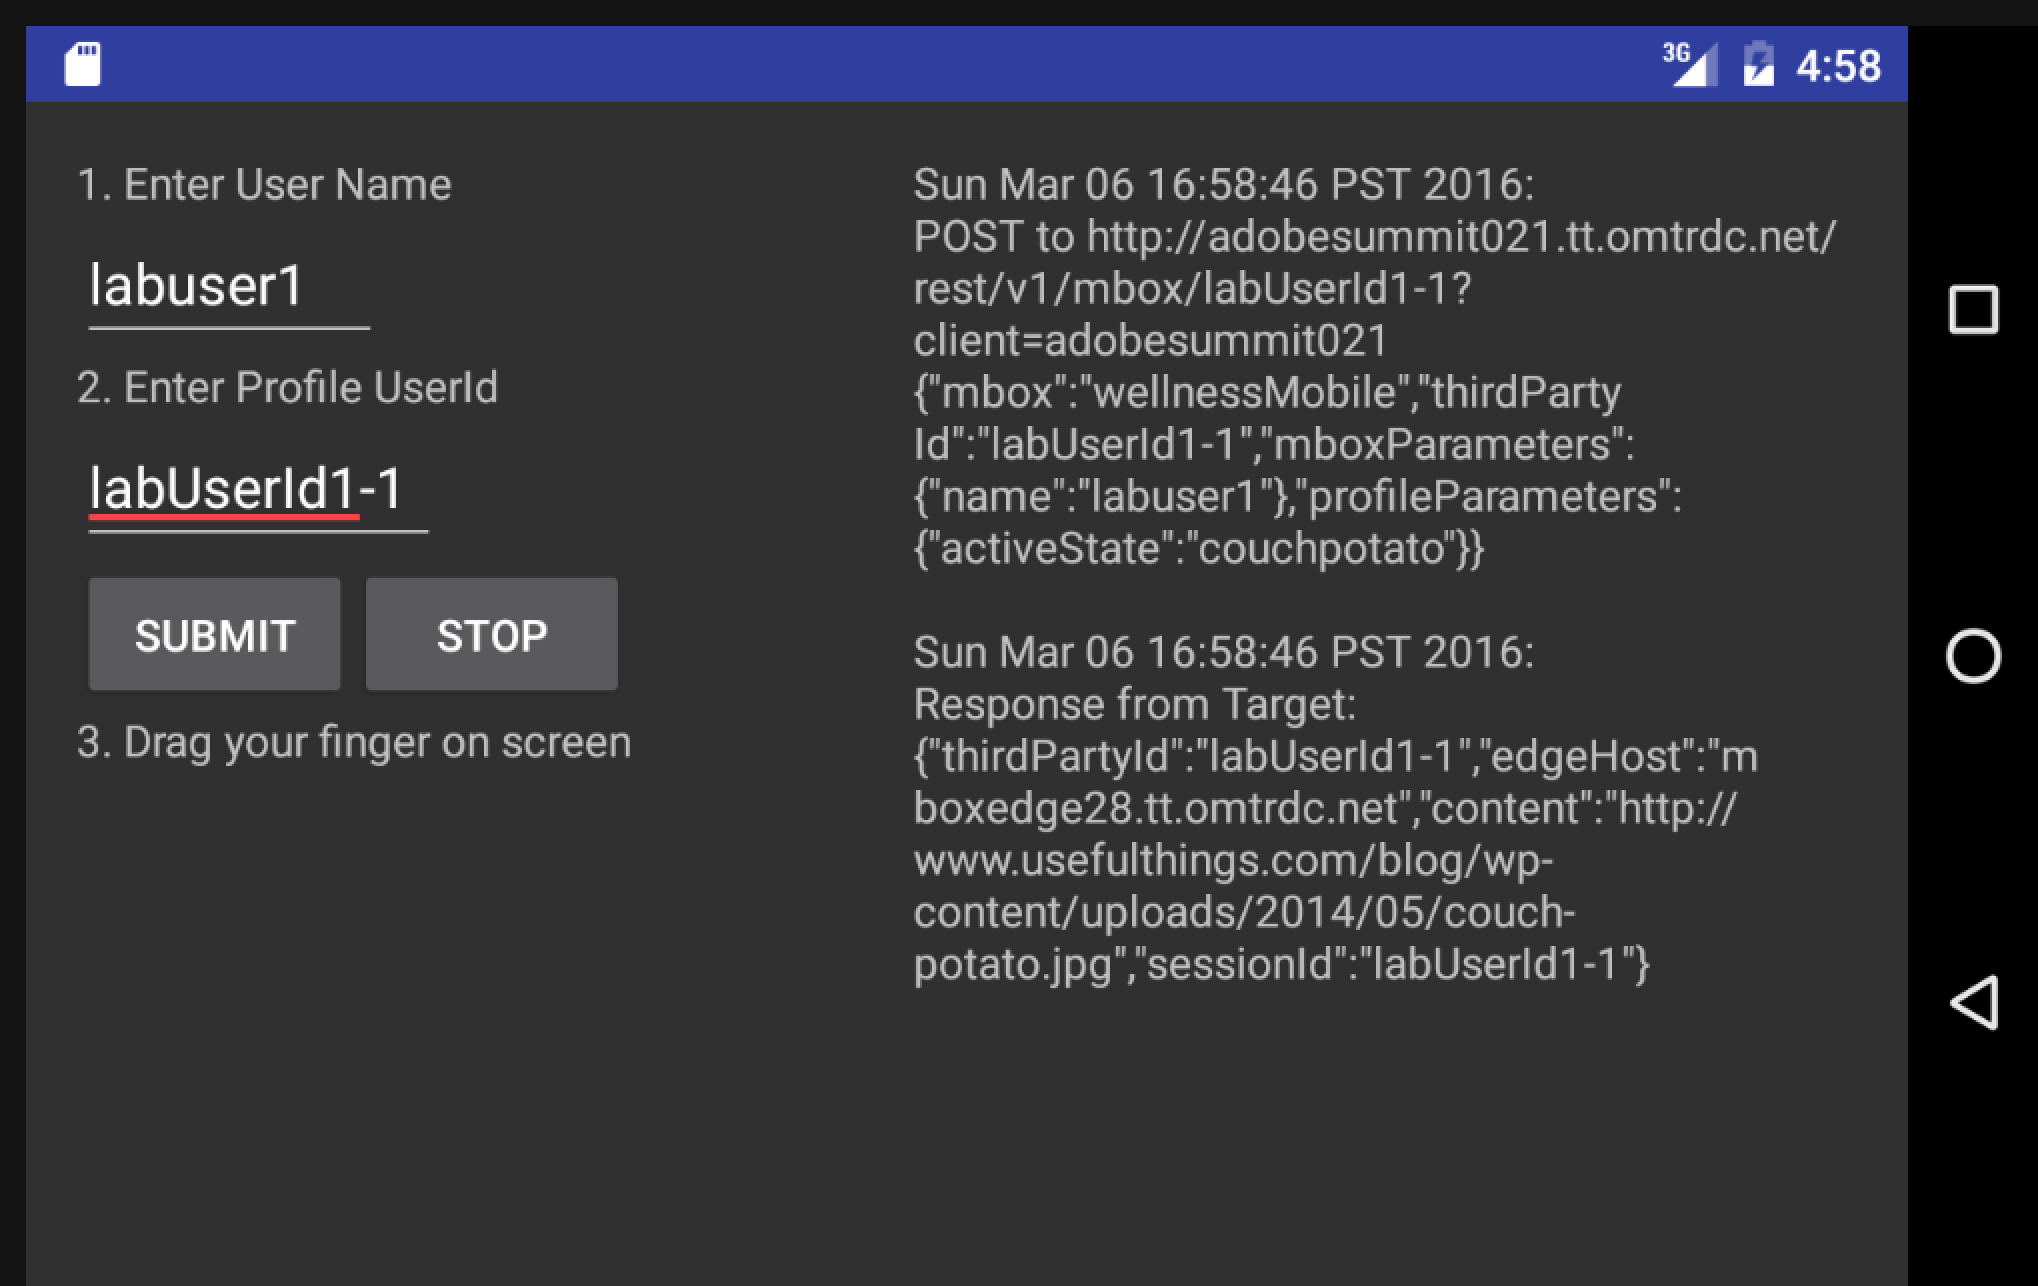 3G 4:58
1. Enter User Name
labuser1
2. Enter Profile UserId
labUserId1-1
SUBMIT STOP
3. Drag your finger on screen
Sun Mar 06 16:58:46 PST 2016:
POST to http://adobesummit021.tt.omtrdc.net/
rest/v1/mbox/labUserId1-1?
client=adobesummit021
{"mbox":"wellnessMobile","thirdParty
Id":"labUserId1-1","mboxParameters":
{"name":"labuser1"},"profileParameters":
{"activeState":"couchpotato"}}
Sun Mar 06 16:58:46 PST 2016:
Response from Target:
{"thirdPartyId":"labUserId1-1","edgeHost":"m
boxedge28.tt.omtrdc.net","content":"http://
www.usefulthings.com/blog/wp-
content/uploads/2014/05/couch-
potato.jpg","sessionId":"labUserId1-1"}